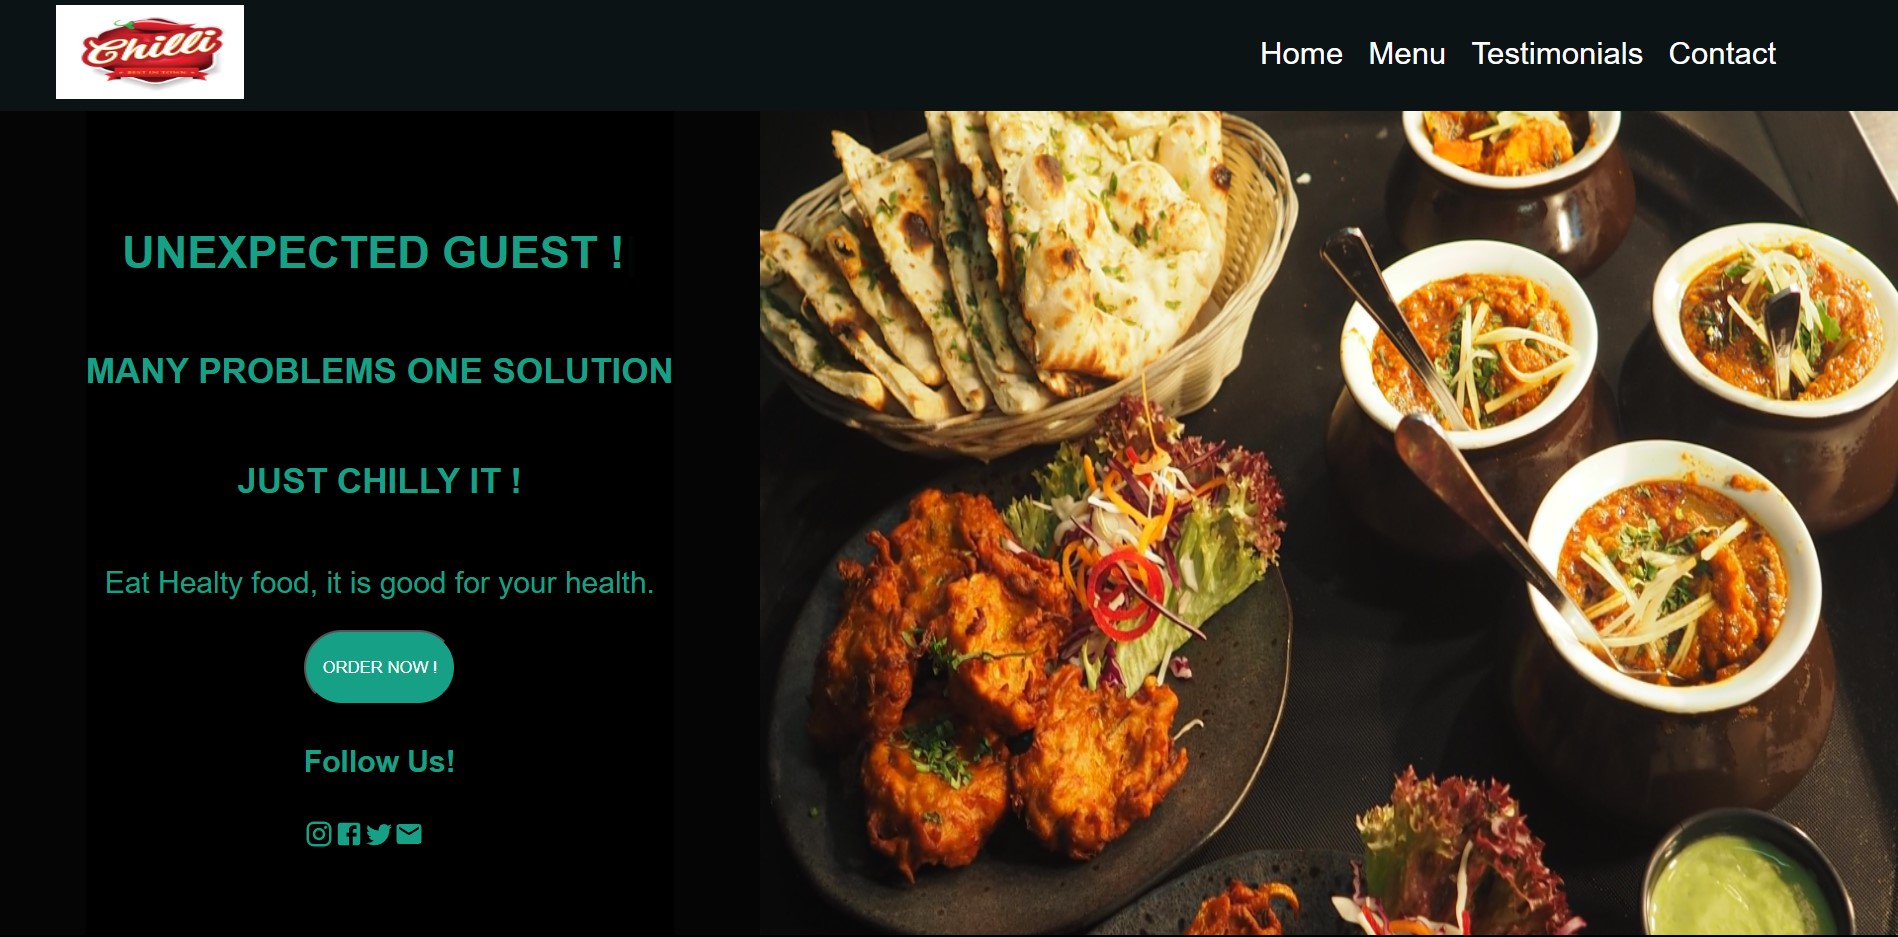 Chilli
BEST IN TOWN
Home Menu Testimonials Contact
UNEXPECTED GUEST !
MANY PROBLEMS ONE SOLUTION
JUST CHILLY IT !
Eat Healty food, it is good for your health.
ORDER NOW !
Follow Us!